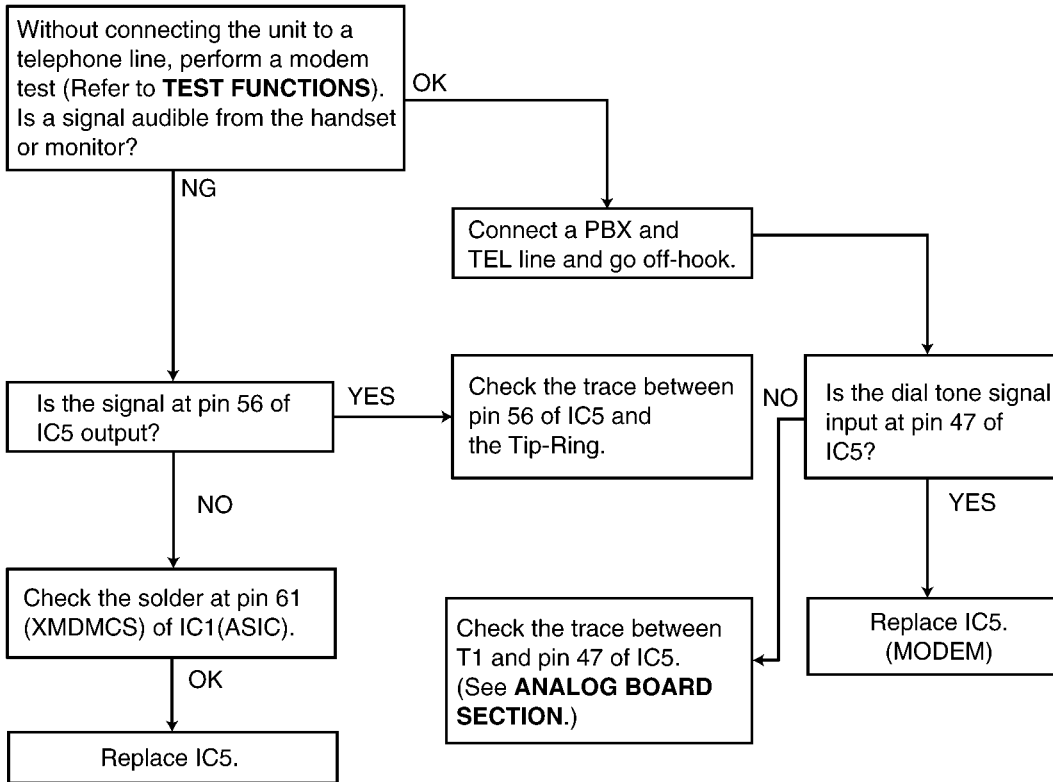 Without connecting the unit to a
telephone line, perform a modem
test (Refer to TEST FUNCTIONS).
Is a signal audible from the handset
or monitor?
OK
NG
Connect a PBX and
TEL line and go off-hook.
Is the signal at pin 56 of
IC5 output?
YES
Check the trace between
pin 56 of IC5 and
the Tip-Ring.
NO
Is the dial tone signal
input at pin 47 of
IC5?
NO
YES
Check the solder at pin 61
(XMDMCS) of IC1(ASIC).
Check the trace between
T1 and pin 47 of IC5.
(See ANALOG BOARD
SECTION.)
Replace IC5.
(MODEM)
OK
Replace IC5.